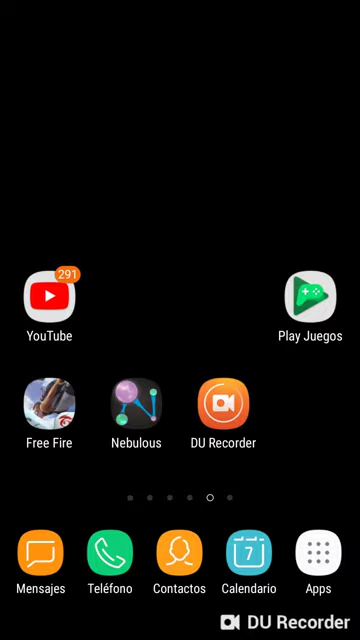 291
YouTube
Play Juegos
Free Fire
Nebulous
DU Recorder
7
Mensajes
Teléfono
Contactos
Calendario
Apps
DU Recorder